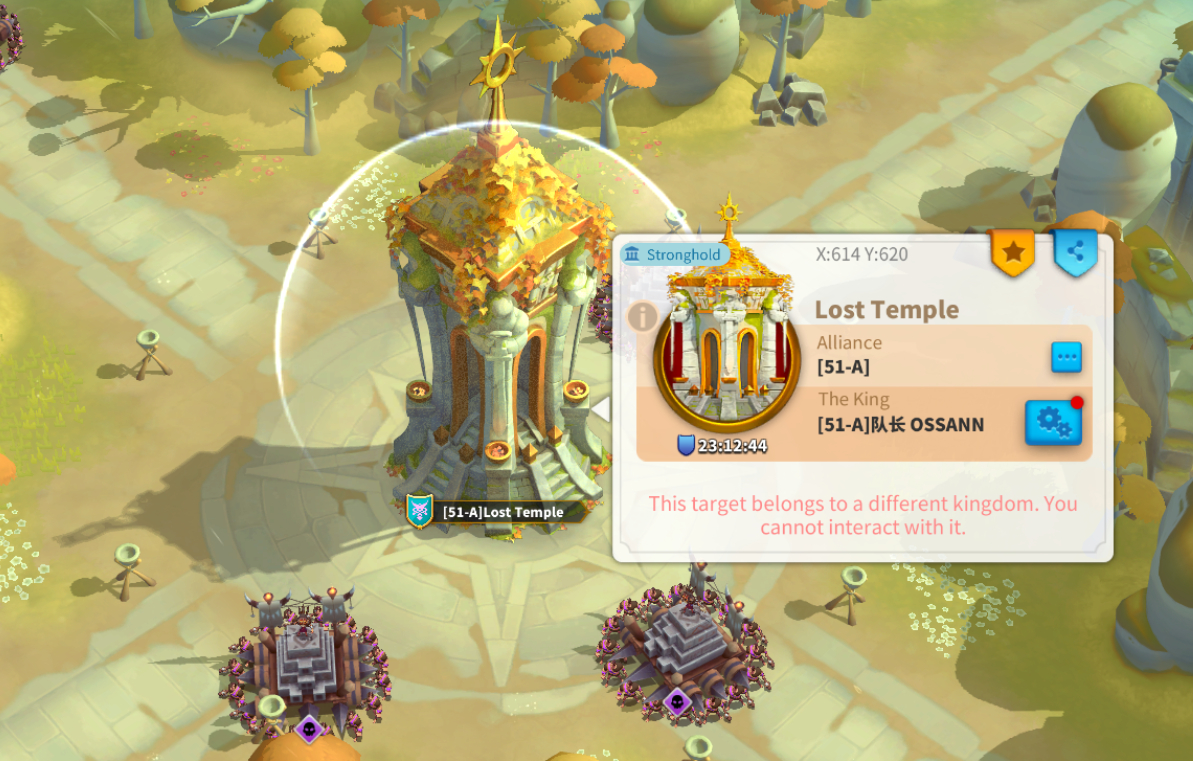 Stronghold
X:614 Y:620
Lost Temple
Alliance
[51-A]
The King
[51-A]队长 OSSANN
23:12:44
This target belongs to a different kingdom. You
cannot interact with it.
[51-A]Lost Temple